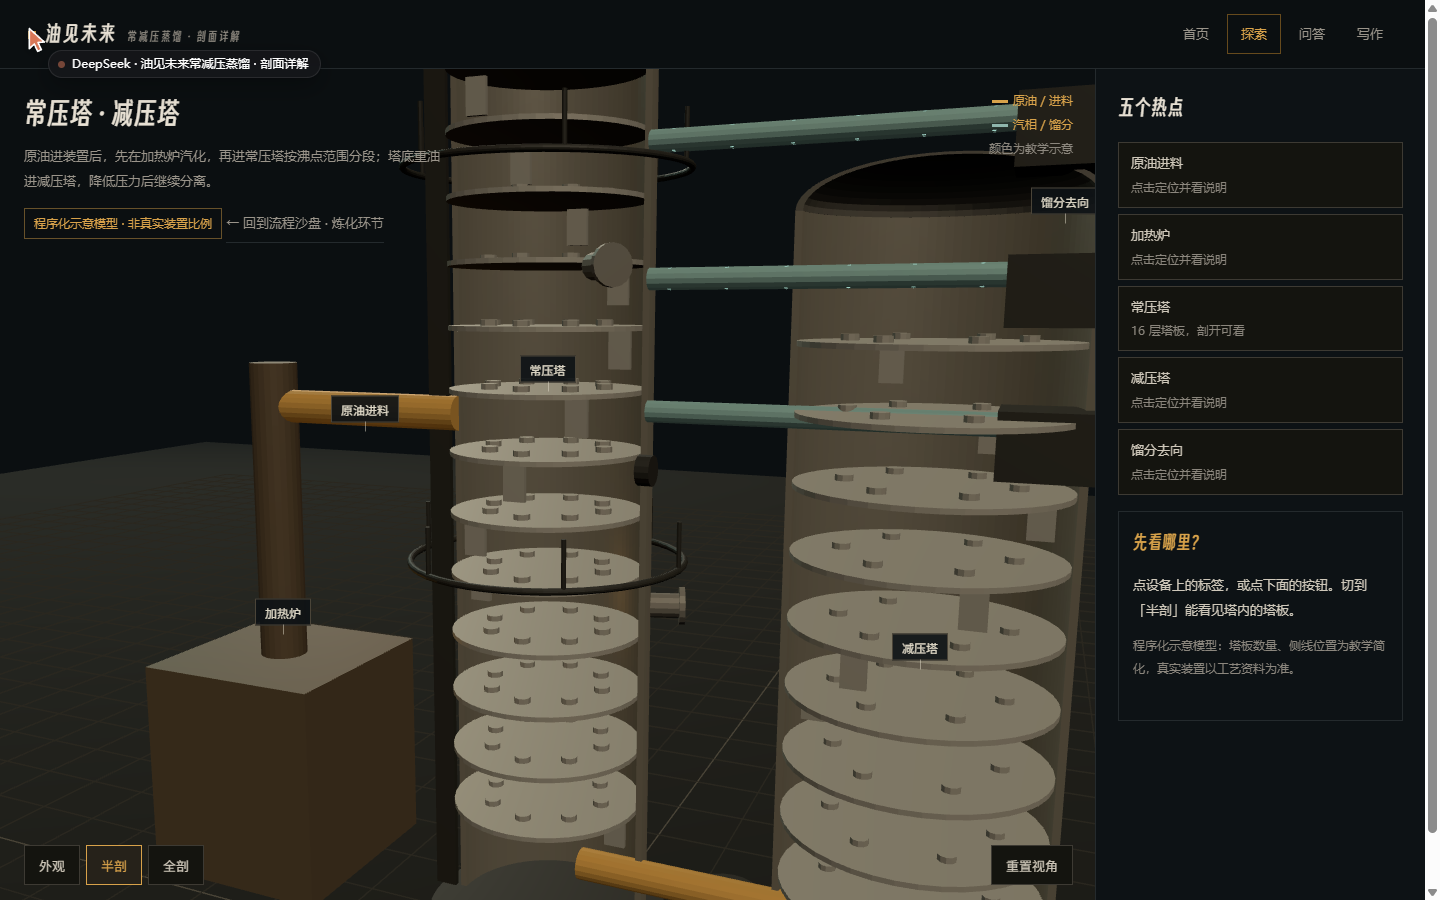 油见未来 常减压蒸馏 · 剖面详解
首页 探索 问答 写作
DeepSeek · 油见未来常减压蒸馏 · 剖面详解
常压塔 · 减压塔
原油进装置后，先在加热炉汽化，再进常压塔按沸点范围分段；塔底重油
进减压塔，降低压力后继续分离。
程序化示意模型 · 非真实装置比例 ← 回到流程沙盘 · 炼化环节
原油 / 进料
汽相 / 馏分
颜色为教学示意
馏分去向
常压塔
原油进料
加热炉
减压塔
外观 半剖 全剖
重置视角
五个热点
原油进料
点击定位并看说明
加热炉
点击定位并看说明
常压塔
16 层塔板，剖开可看
减压塔
点击定位并看说明
馏分去向
点击定位并看说明
先看哪里？
点设备上的标签，或点下面的按钮。切到
「半剖」能看见塔内的塔板。
程序化示意模型：塔板数量、侧线位置为教学简
化，真实装置以工艺资料为准。